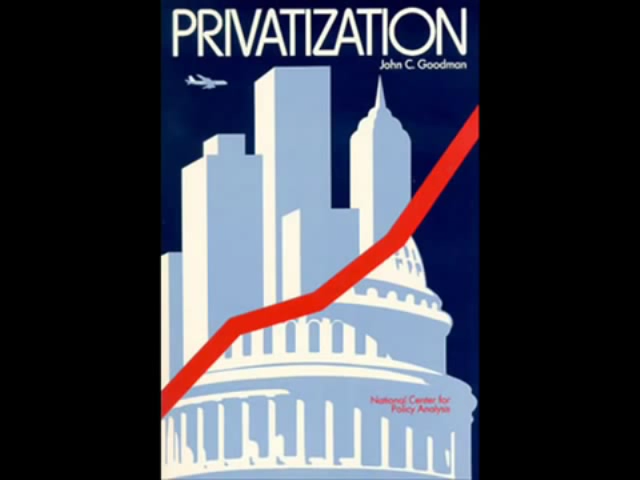 PRIVATIZATION
John C. Goodman
National Center for
Policy Analysis